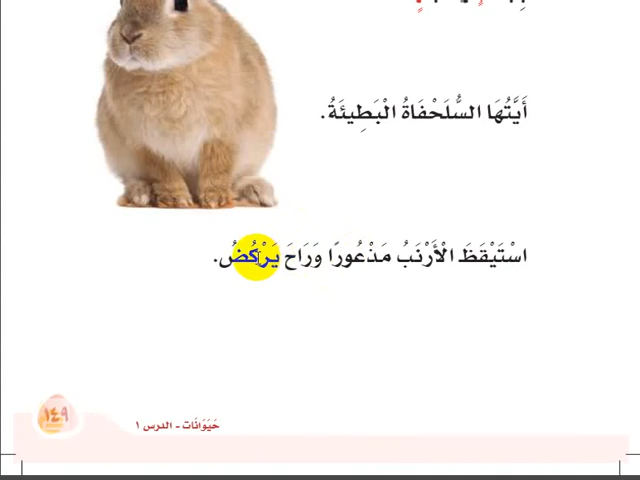 أَيَّتُهَا السُّلَحْفَاةُ الْبَطِيئَةُ.
اسْتَيْقَظَ الْأَرْنَبُ مَذْعُورًا وَرَاحَ يَرْكُضُ.
حَيَوَانَات - الدرس ١
١٤٩